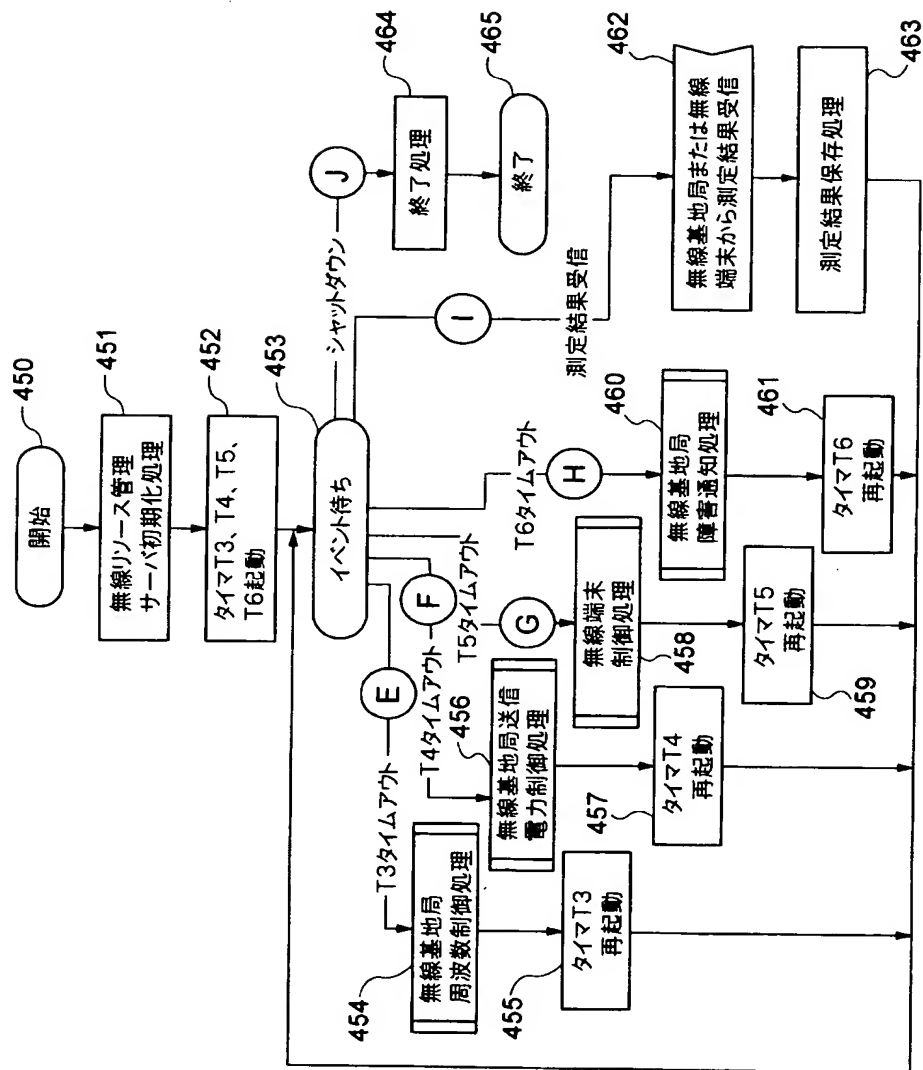 開始
450
無線リソース管理
サーバ初期化処理
451
タイマT3、T4、T5、
T6起動
452
イベント待ち
453
E
T3タイムアウト
無線基地局
周波数制御処理
454
タイマT3
再起動
455
F
T4タイムアウト
無線基地局送信
電力制御処理
456
タイマT4
再起動
457
T5タイムアウト
G
無線端末
制御処理
458
タイマT5
再起動
459
T6タイムアウト
H
無線基地局
障害通知処理
460
タイマT6
再起動
461
I
測定結果受信
無線基地局または無線
端末から測定結果受信
462
測定結果保存処理
463
シャットダウン
J
終了処理
464
終了
465